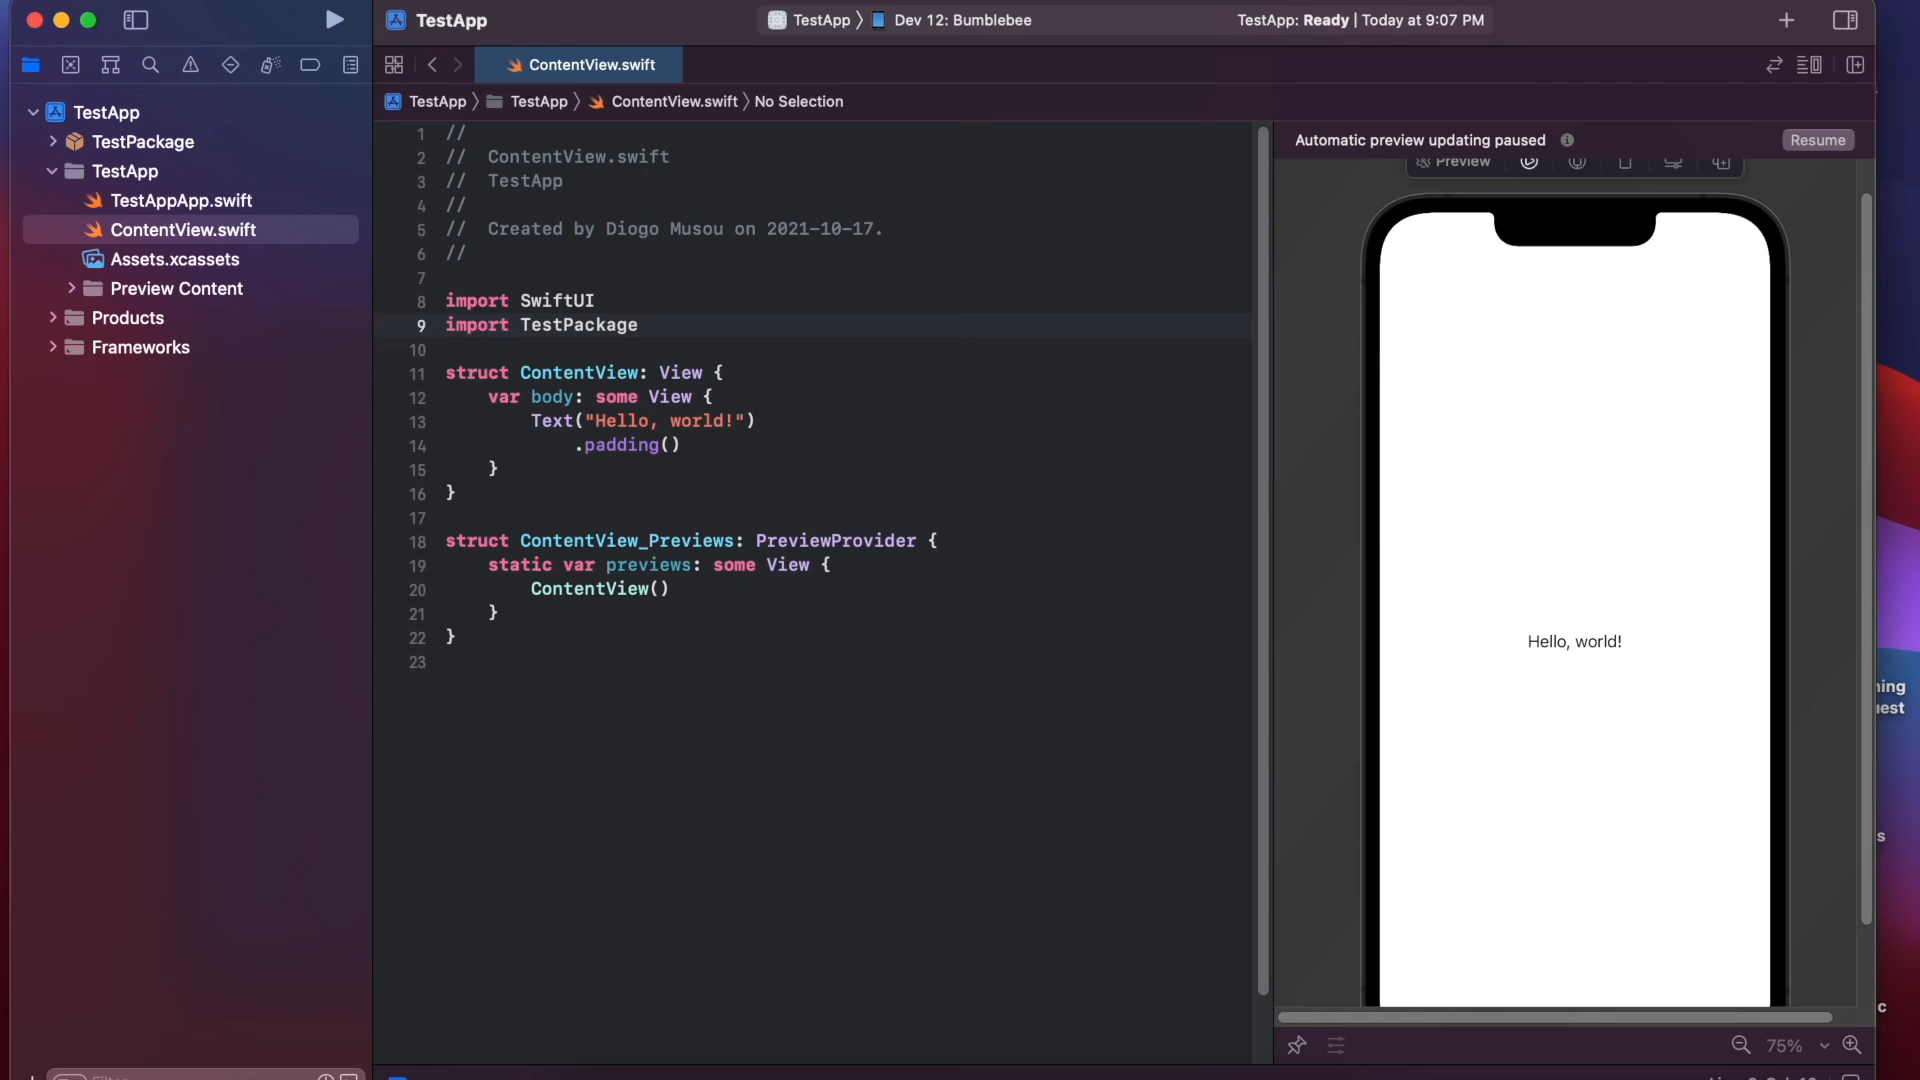 TestApp
TestApp 〉 Dev 12: Bumblebee
TestApp: Ready | Today at 9:07 PM
ContentView.swift
TestApp 〉 TestApp 〉 ContentView.swift 〉 No Selection
TestApp
TestPackage
TestApp
TestAppApp.swift
ContentView.swift
Assets.xcassets
Preview Content
Products
Frameworks
1 //
2 //  ContentView.swift
3 //  TestApp
4 //
5 //  Created by Diogo Musou on 2021-10-17.
6 //
7
8 import SwiftUI
9 import TestPackage
10
11 struct ContentView: View {
12     var body: some View {
13         Text("Hello, world!")
14             .padding()
15     }
16 }
17
18 struct ContentView_Previews: PreviewProvider {
19     static var previews: some View {
20         ContentView()
21     }
22 }
23
Automatic preview updating paused
Resume
Preview
Hello, world!
75%